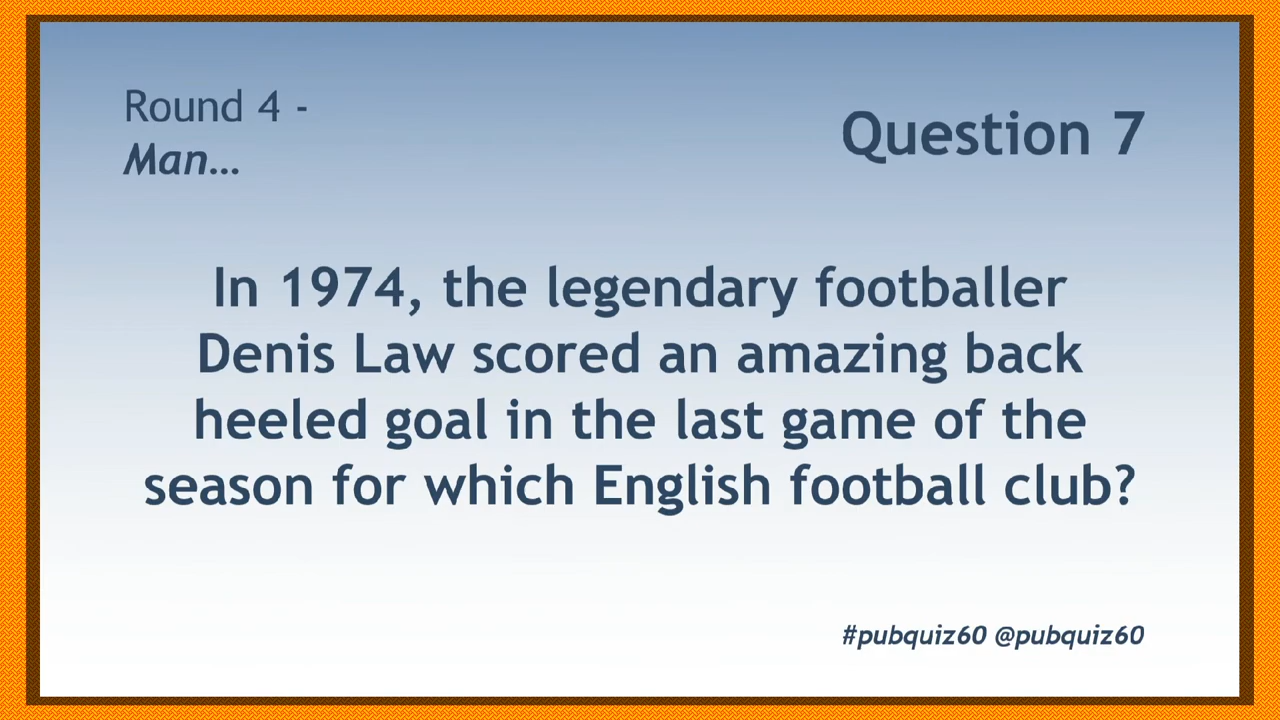 Round 4 -
Man...
Question 7
In 1974, the legendary footballer
Denis Law scored an amazing back
heeled goal in the last game of the
season for which English football club?
#pubquiz60 @pubquiz60